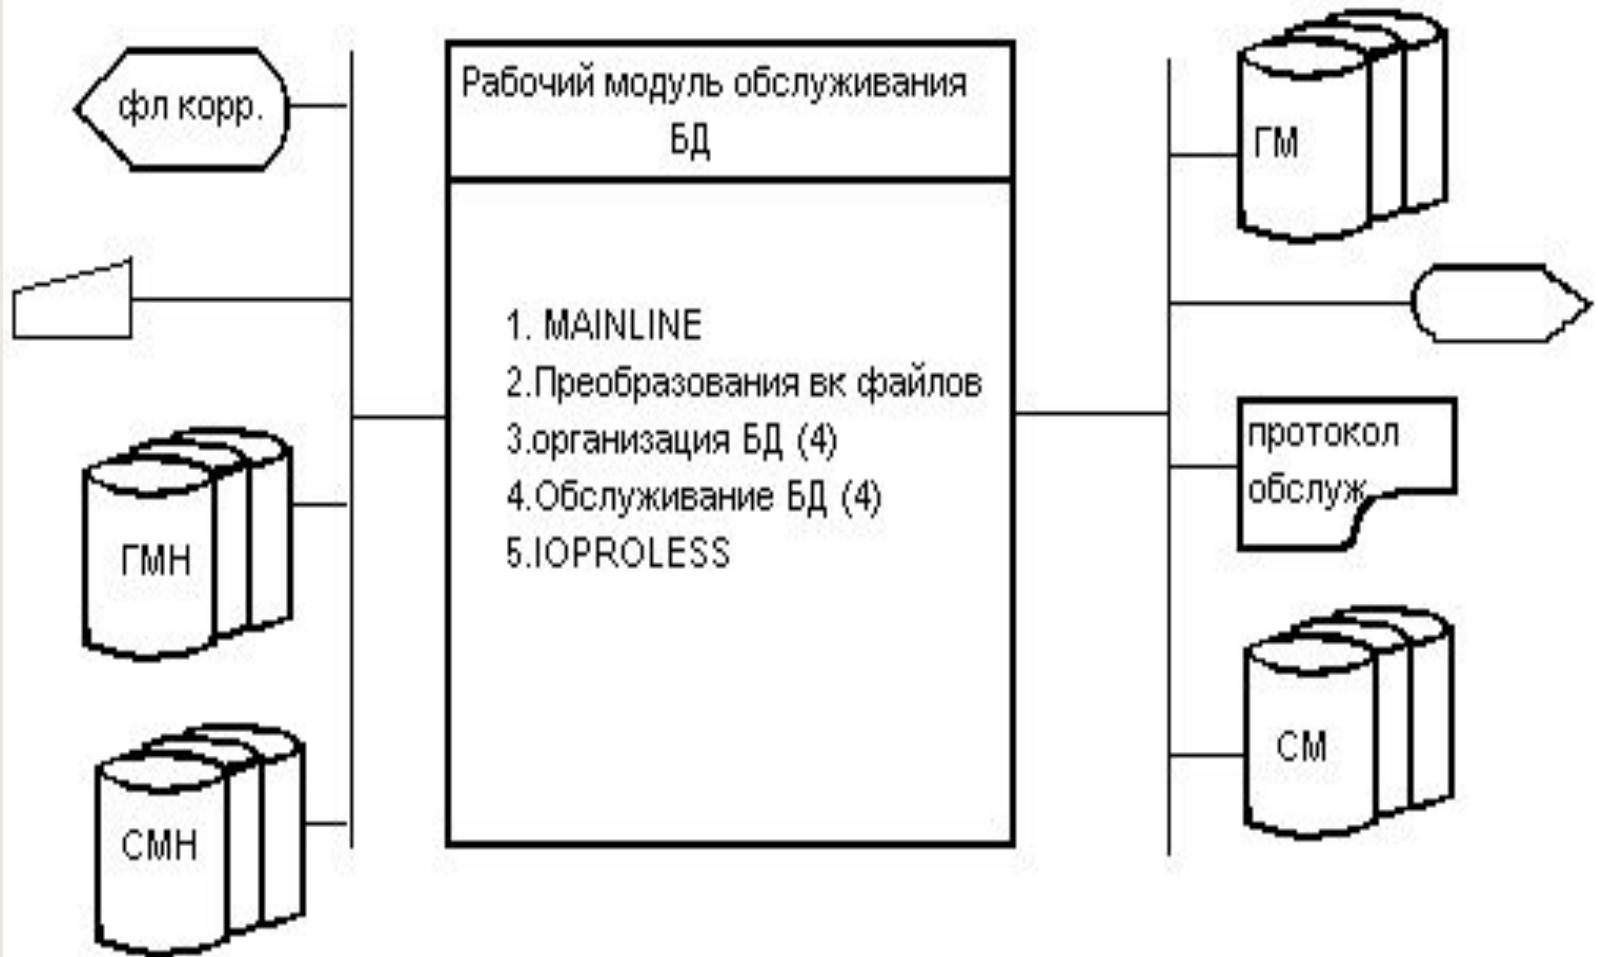 фл корр.
ГМН
СМН
Рабочий модуль обслуживания
БД
1. MAINLINE
2.Преобразования вк файлов
3.организация БД (4)
4.Обслуживание БД (4)
5.IOPROLESS
ГМ
протокол
обслуж
СМ